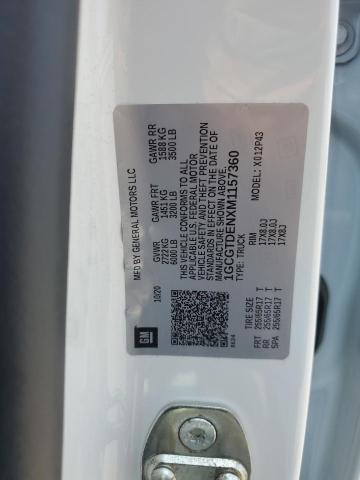 MFD BY GENERAL MOTORS LLC
10/20
GVWR
2722 KG
6000 LB
GAWR FRT
1451 KG
3200 LB
GAWR RR
1588 KG
3500 LB
THIS VEHICLE CONFORMS TO ALL
APPLICABLE U.S. FEDERAL MOTOR
VEHICLE SAFETY AND THEFT PREVENTION
STANDARDS IN EFFECT ON THE DATE OF
MANUFACTURE SHOWN ABOVE.
1GCGTDENXM1157360
TYPE: TRUCK
MODEL: X012P43
TIRE SIZE
RIM
FRT 255/65R17 T 17X8.0J
RR 255/65R17 T 17X8.0J
SPA 255/65R17 T 17X8J
GM